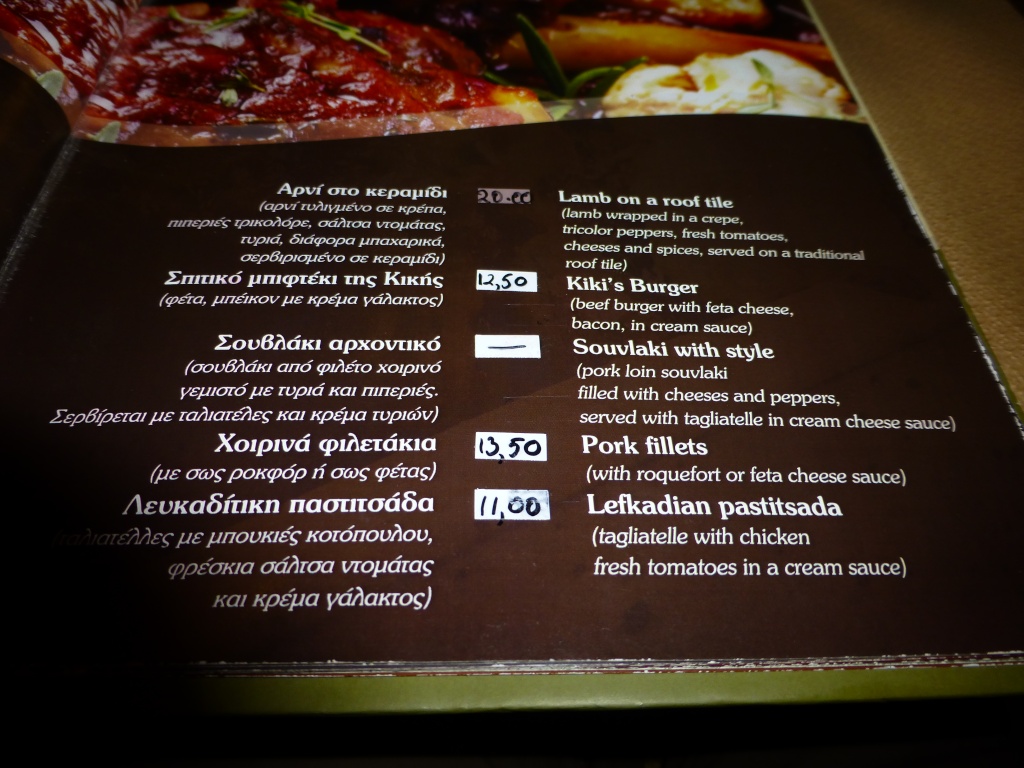 Αρνί στο κεραμίδι
(αρνί τυλιγμένο σε κρέπα,
πιπεριές τρικολόρε, σάλτσα ντομάτας,
τυριά, διάφορα μπαχαρικά,
σερβιρισμένο σε κεραμίδι)
20.00
Lamb on a roof tile
(lamb wrapped in a crepe,
tricolor peppers, fresh tomatoes,
cheeses and spices, served on a traditional
roof tile)
Σπιτικό μπιφτέκι της Κικής
(φέτα, μπέικον με κρέμα γάλακτος)
12,50
Kiki's Burger
(beef burger with feta cheese,
bacon, in cream sauce)
Σουβλάκι αρχοντικό
(σουβλάκι από φιλέτο χοιρινό
γεμιστό με τυριά και πιπεριές.
Σερβίρεται με ταλιατέλες και κρέμα τυριών)
—
Souvlaki with style
(pork loin souvlaki
filled with cheeses and peppers,
served with tagliatelle in cream cheese sauce)
Χοιρινά φιλετάκια
(με σως ροκφόρ ή σως φέτας)
13,50
Pork fillets
(with roquefort or feta cheese sauce)
Λευκαδίτικη παστιτσάδα
(ταλιατέλλες με μπουκιές κοτόπουλου,
φρέσκια σάλτσα ντομάτας
και κρέμα γάλακτος)
11,00
Lefkadian pastitsada
(tagliatelle with chicken
fresh tomatoes in a cream sauce)